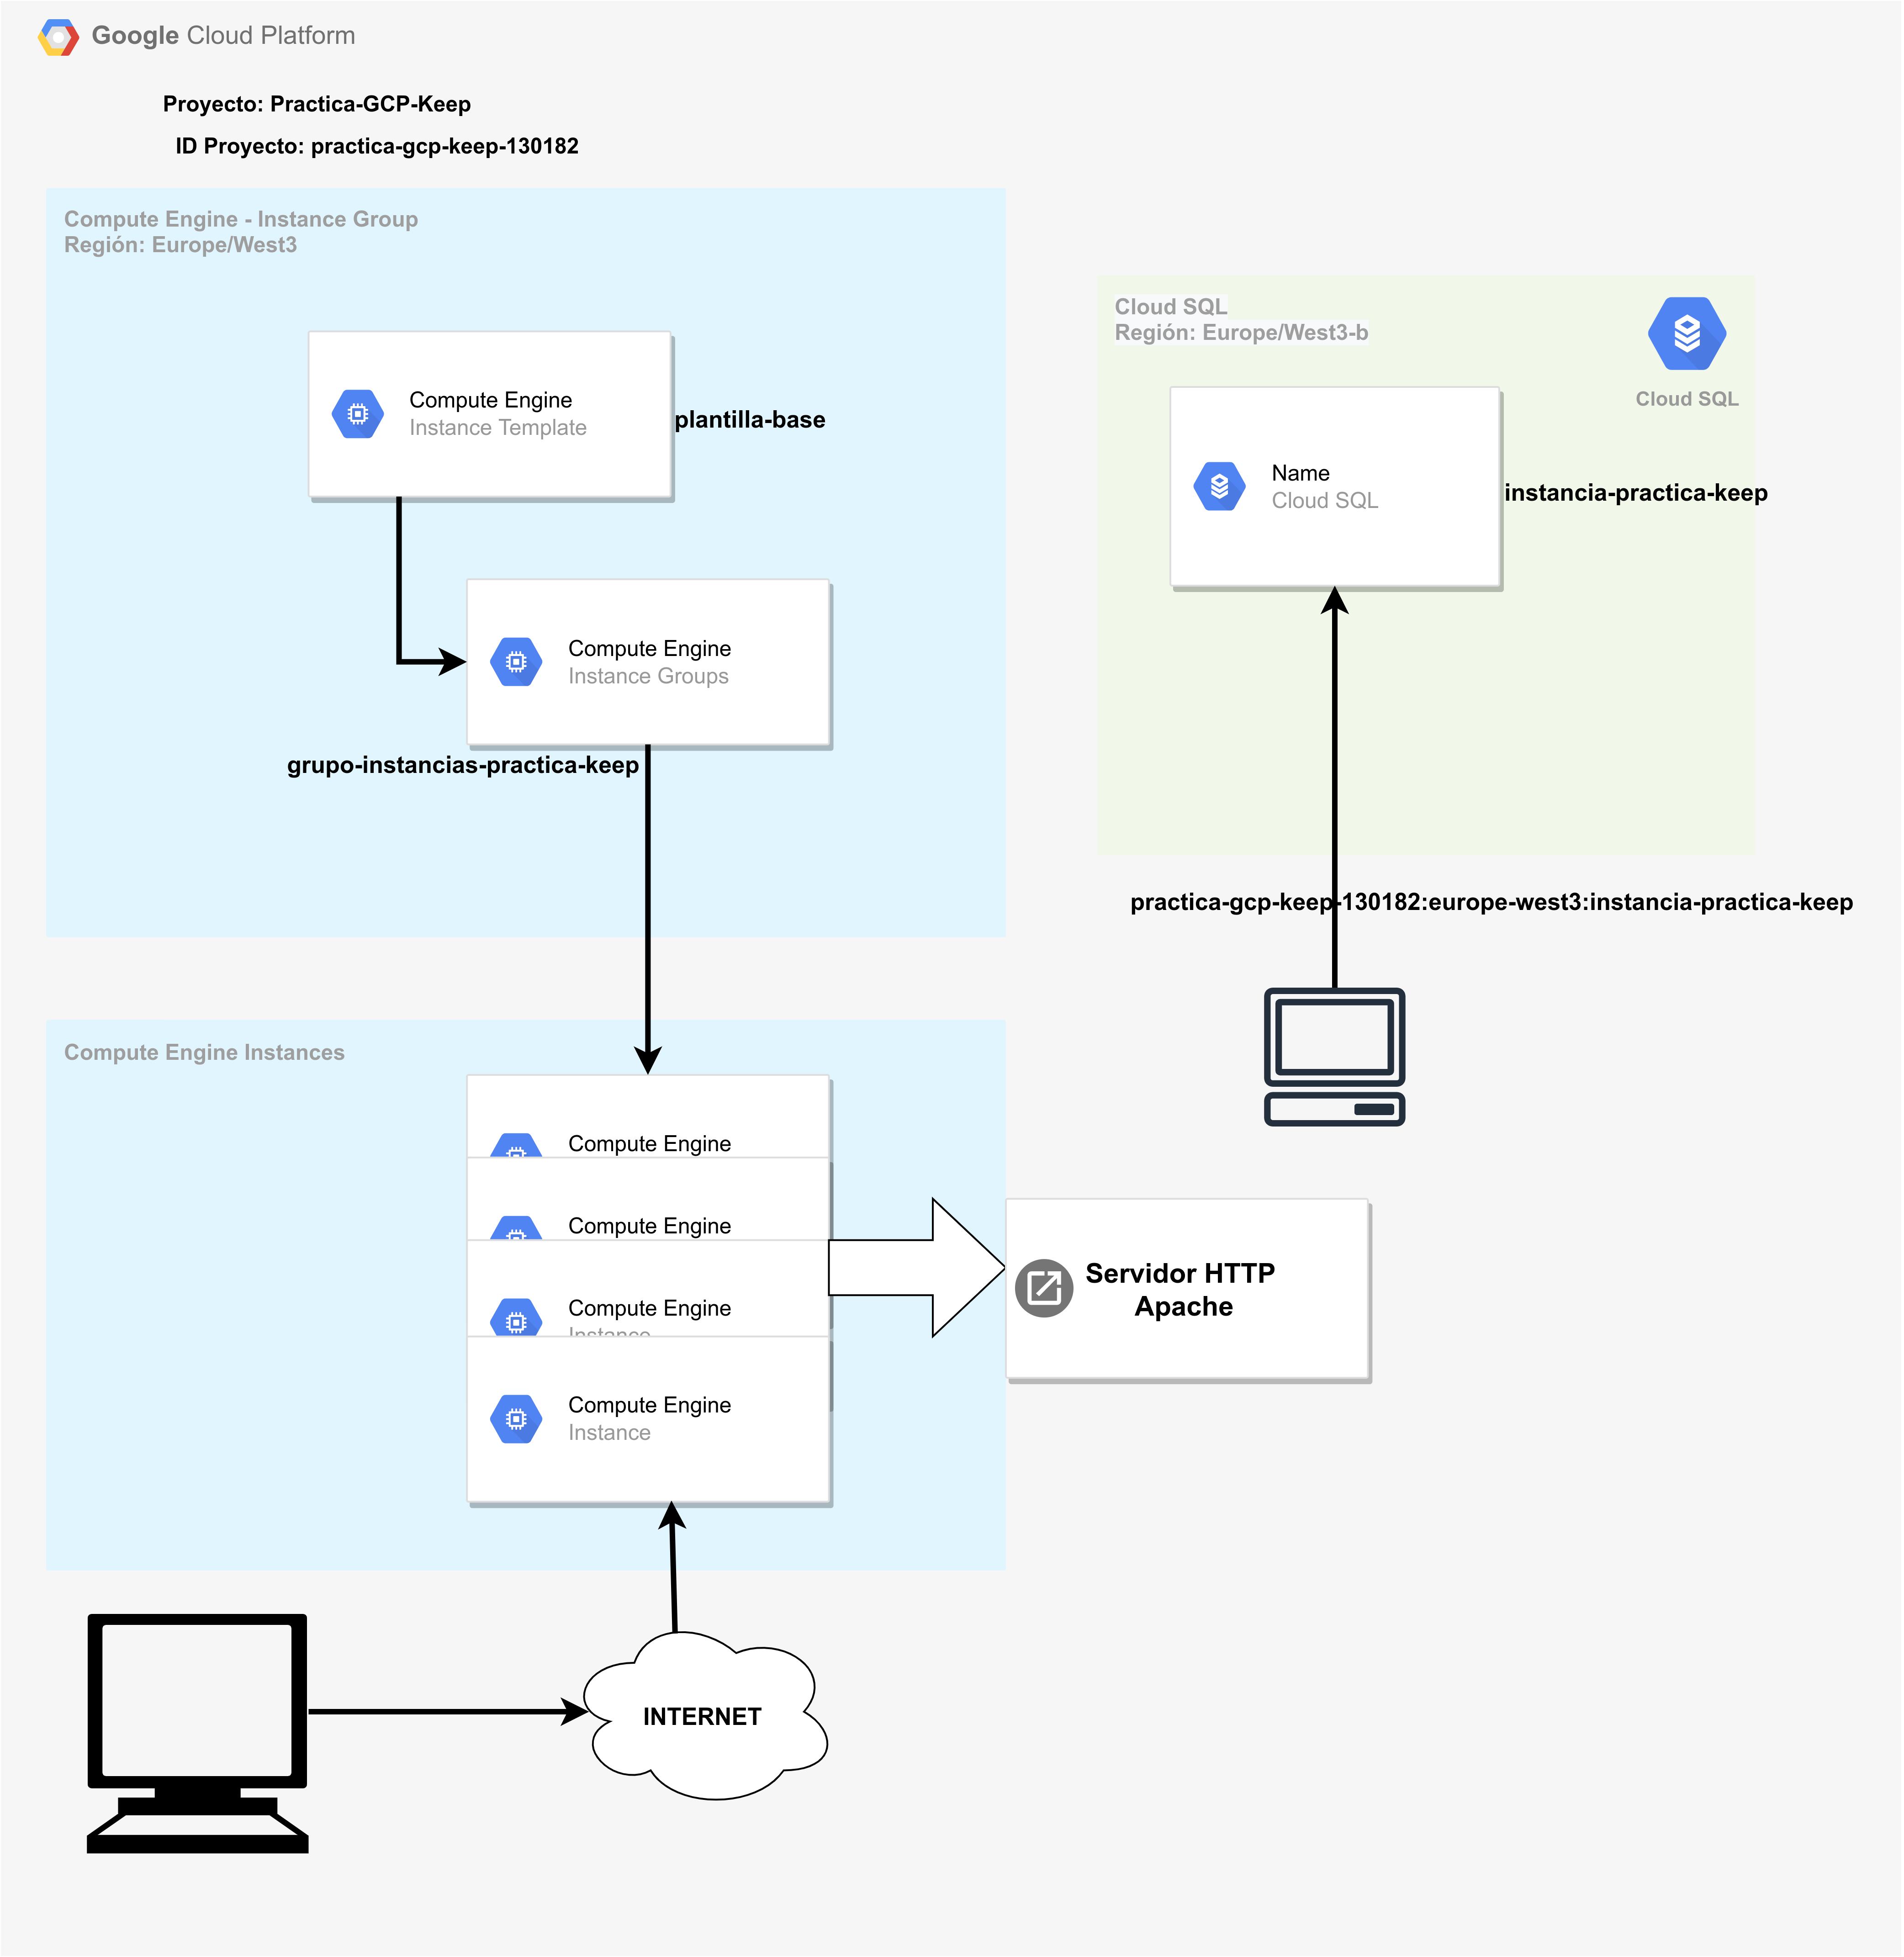 Google Cloud Platform
Proyecto: Practica-GCP-Keep
ID Proyecto: practica-gcp-keep-130182
Compute Engine - Instance Group
Región: Europe/West3
Compute Engine
Instance Template
plantilla-base
Compute Engine
Instance Groups
grupo-instancias-practica-keep
Cloud SQL
Región: Europe/West3-b
Cloud SQL
Name
Cloud SQL
instancia-practica-keep
practica-gcp-keep-130182:europe-west3:instancia-practica-keep
Compute Engine Instances
Compute Engine
Compute Engine
Compute Engine
Instance
Compute Engine
Instance
Servidor HTTP
Apache
INTERNET